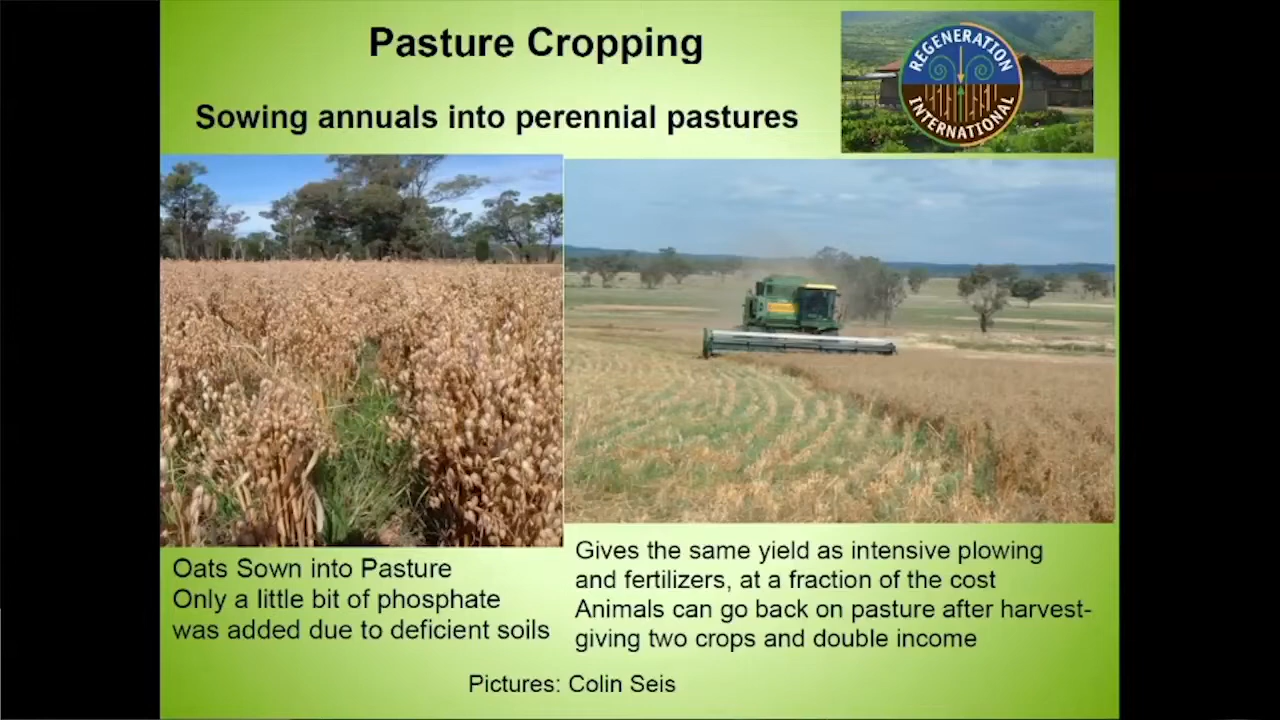 Pasture Cropping
Sowing annuals into perennial pastures
REGENERATION
INTERNATIONAL
Oats Sown into Pasture
Only a little bit of phosphate
was added due to deficient soils
Gives the same yield as intensive plowing
and fertilizers, at a fraction of the cost
Animals can go back on pasture after harvest-
giving two crops and double income
Pictures: Colin Seis